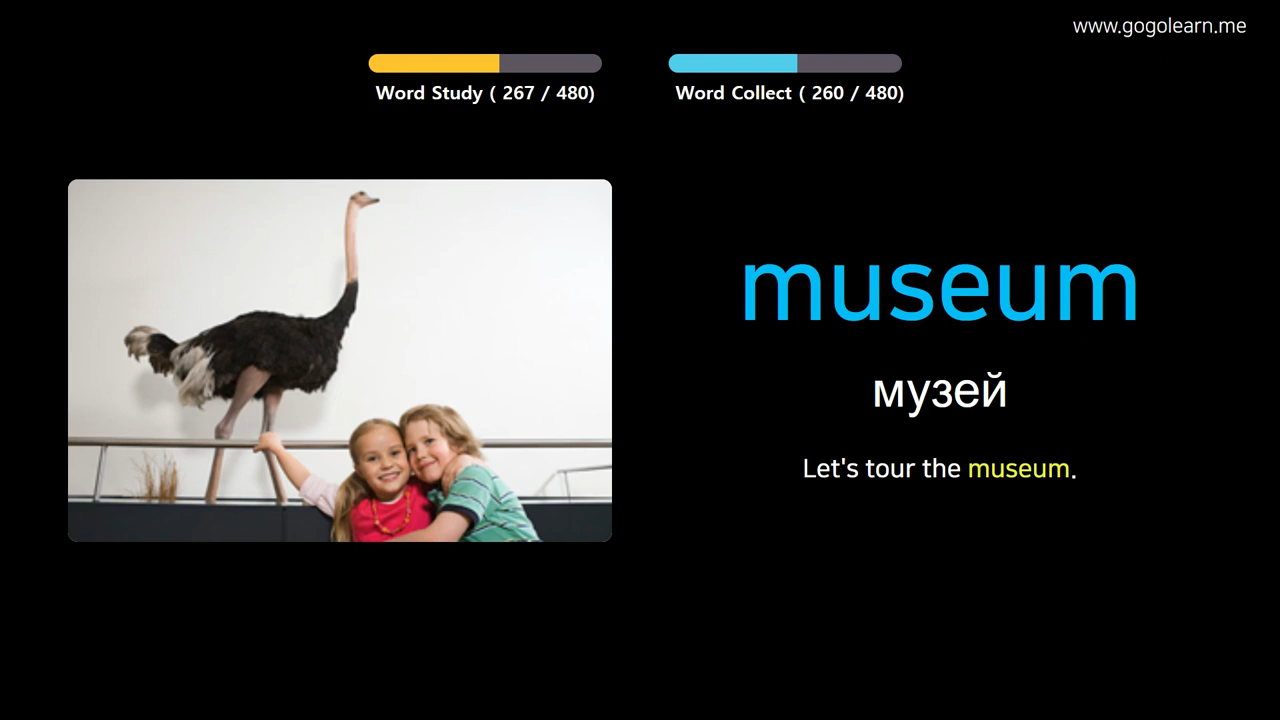 www.gogolearn.me
Word Study ( 267 / 480)
Word Collect ( 260 / 480)
museum
музей
Let's tour the museum.